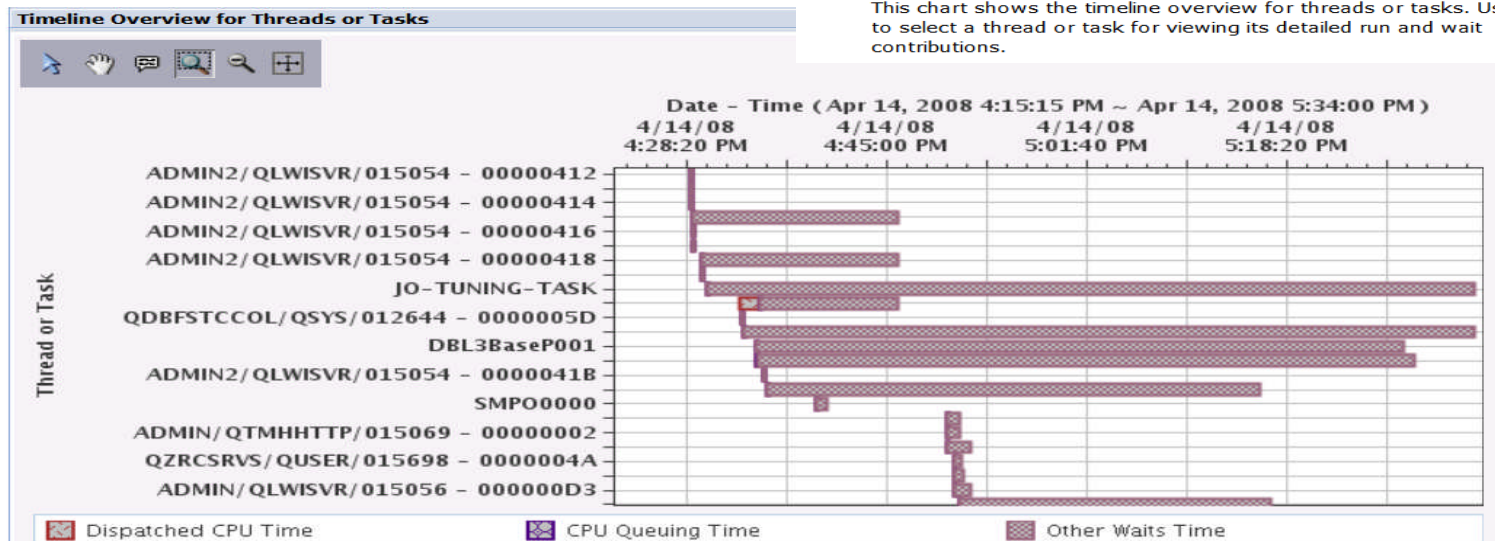 Timeline Overview for Threads or Tasks
This chart shows the timeline overview for threads or tasks.
to select a thread or task for viewing its detailed run and wait
contributions.
Date - Time (Apr 14, 2008 4:15:15 PM ~ Apr 14, 2008 5:34:00 PM)
4/14/08 4/14/08 4/14/08 4/14/08
4:28:20 PM 4:45:00 PM 5:01:40 PM 5:18:20 PM
Thread or Task
ADMIN2/QLWISVR/015054 - 00000412
ADMIN2/QLWISVR/015054 - 00000414
ADMIN2/QLWISVR/015054 - 00000416
ADMIN2/QLWISVR/015054 - 00000418
JO-TUNING-TASK
QDBFSTCCOL/QSYS/012644 - 0000005D
DBL3BaseP001
ADMIN2/QLWISVR/015054 - 0000041B
SMPO0000
ADMIN/QTMHHTTP/015069 - 00000002
QZRCSRVS/QUSER/015698 - 0000004A
ADMIN/QLWISVR/015056 - 000000D3
Dispatched CPU Time
CPU Queuing Time
Other Waits Time